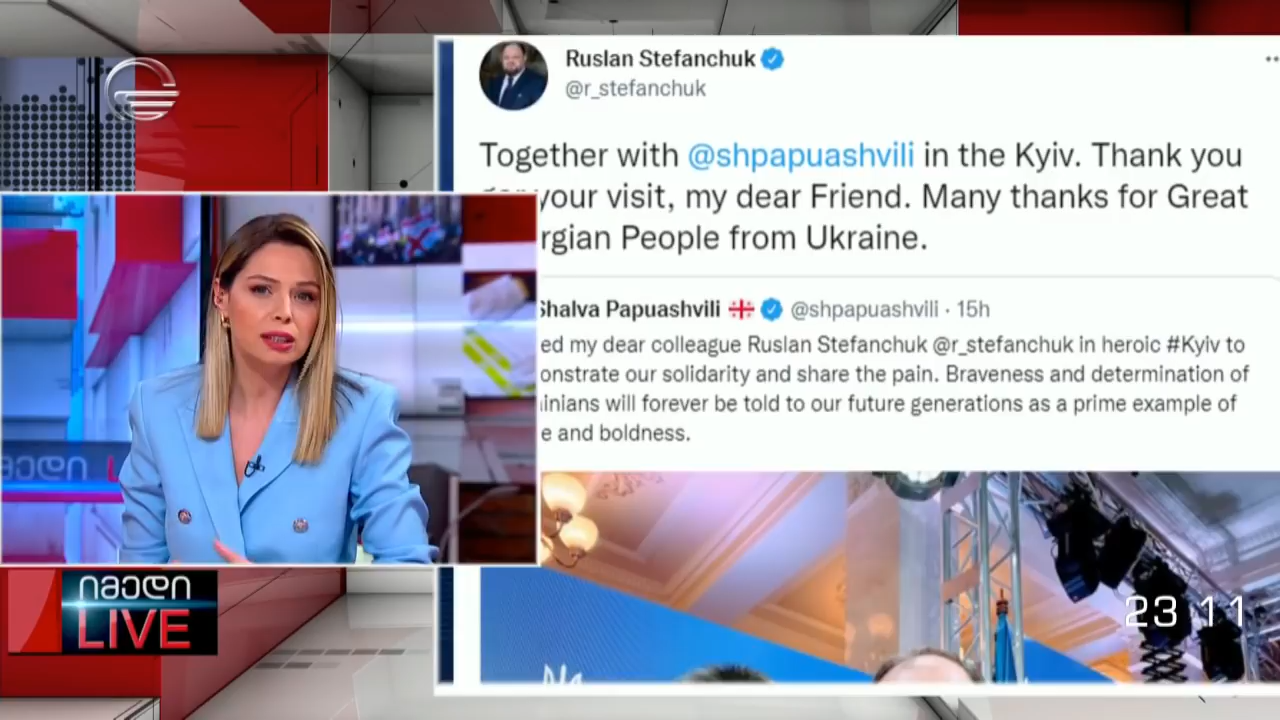 Ruslan Stefanchuk
@r_stefanchuk
Together with @shpapuashvili in the Kyiv. Thank you
your visit, my dear Friend. Many thanks for Great
rgian People from Ukraine.
Shalva Papuashvili @shpapuashvili · 15h
ed my dear colleague Ruslan Stefanchuk @r_stefanchuk in heroic #Kyiv to
onstrate our solidarity and share the pain. Braveness and determination of
inians will forever be told to our future generations as a prime example of
e and boldness.
იმედი
LIVE
23 11